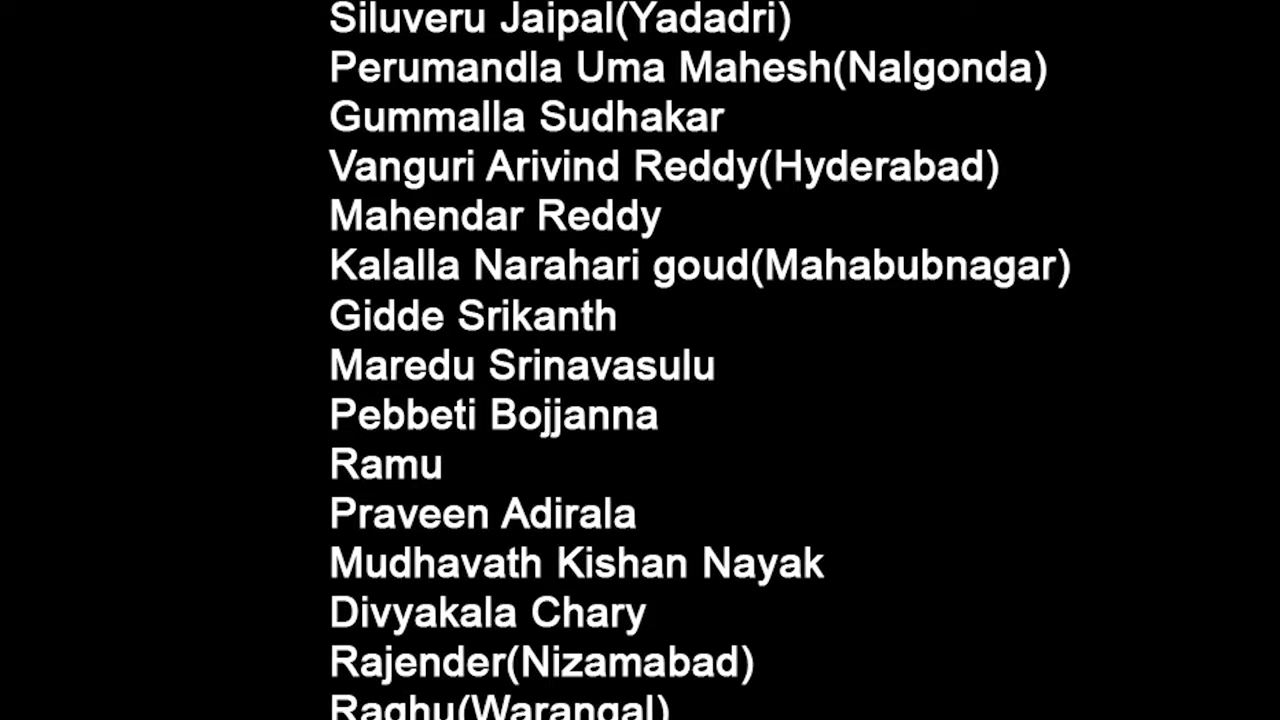 Siluveru Jaipal(Yadadri)
Perumandla Uma Mahesh(Nalgonda)
Gummalla Sudhakar
Vanguri Arivind Reddy(Hyderabad)
Mahendar Reddy
Kalalla Narahari goud(Mahabubnagar)
Gidde Srikanth
Maredu Srinavasulu
Pebbeti Bojjanna
Ramu
Praveen Adirala
Mudhavath Kishan Nayak
Divyakala Chary
Rajender(Nizamabad)
Raghu(Warangal)